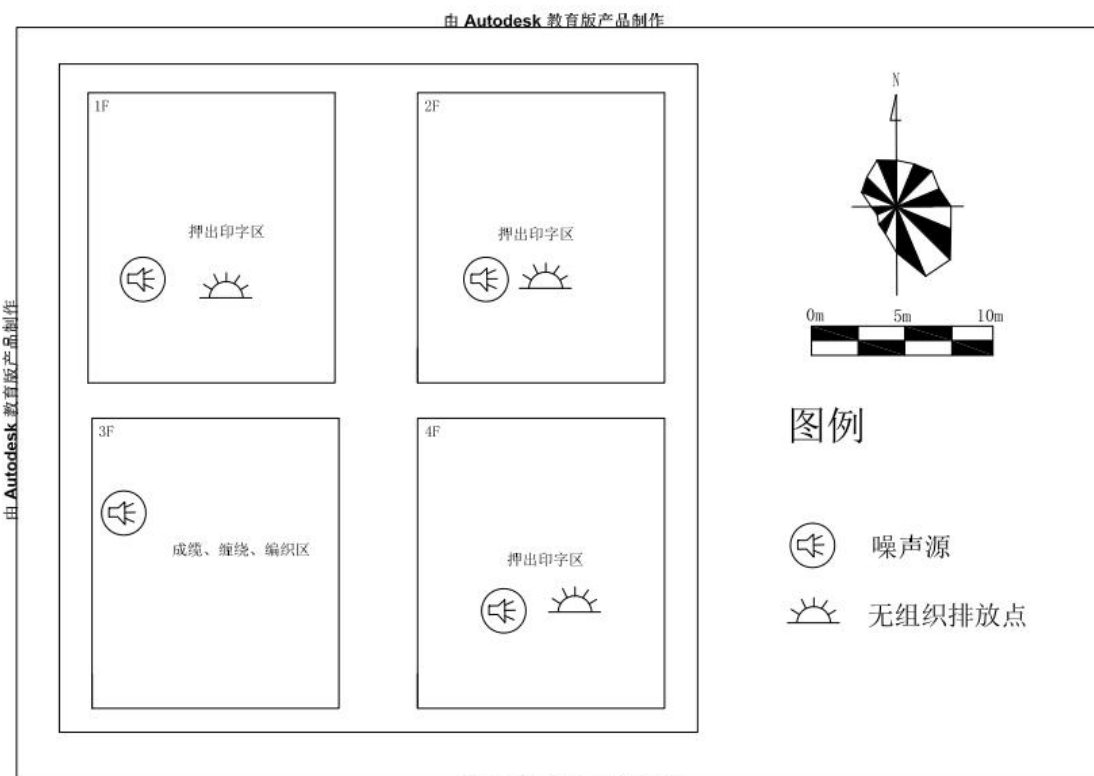 由 Autodesk 教育版产品制作
由 Autodesk 教育版产品制作
1F
押出印字区
2F
押出印字区
3F
成缆、缠绕、编织区
4F
押出印字区
N
0m 5m 10m
图例
噪声源
无组织排放点